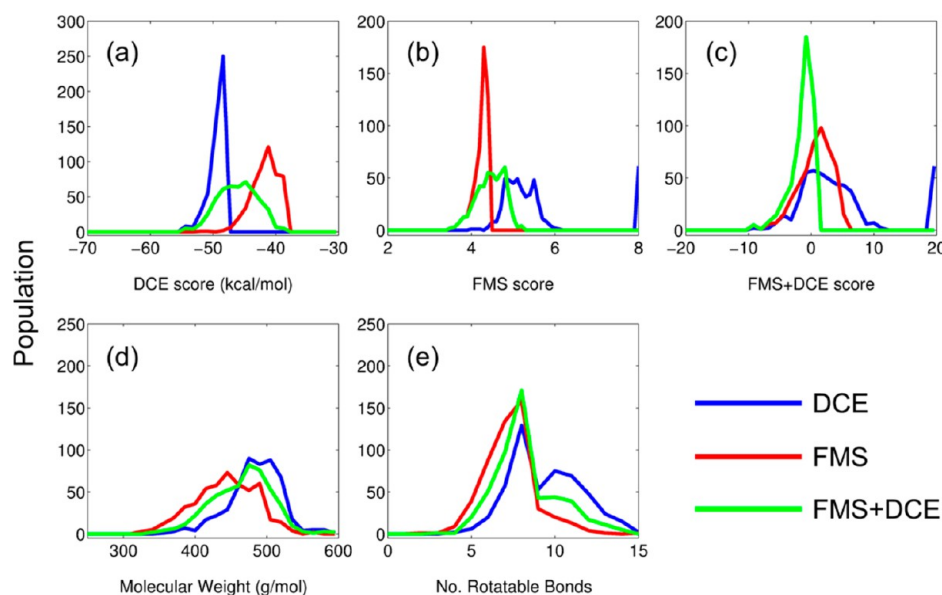 300
250
200
150
100
50
0
(a)
−70 −60 −50 −40 −30
DCE score (kcal/mol)
200
150
100
50
0
(b)
2 4 6 8
FMS score
200
150
100
50
0
(c)
−20 −10 0 10 20
FMS+DCE score
Population
250
200
150
100
50
0
(d)
300 400 500 600
Molecular Weight (g/mol)
250
200
150
100
50
0
(e)
0 5 10 15
No. Rotatable Bonds
DCE
FMS
FMS+DCE